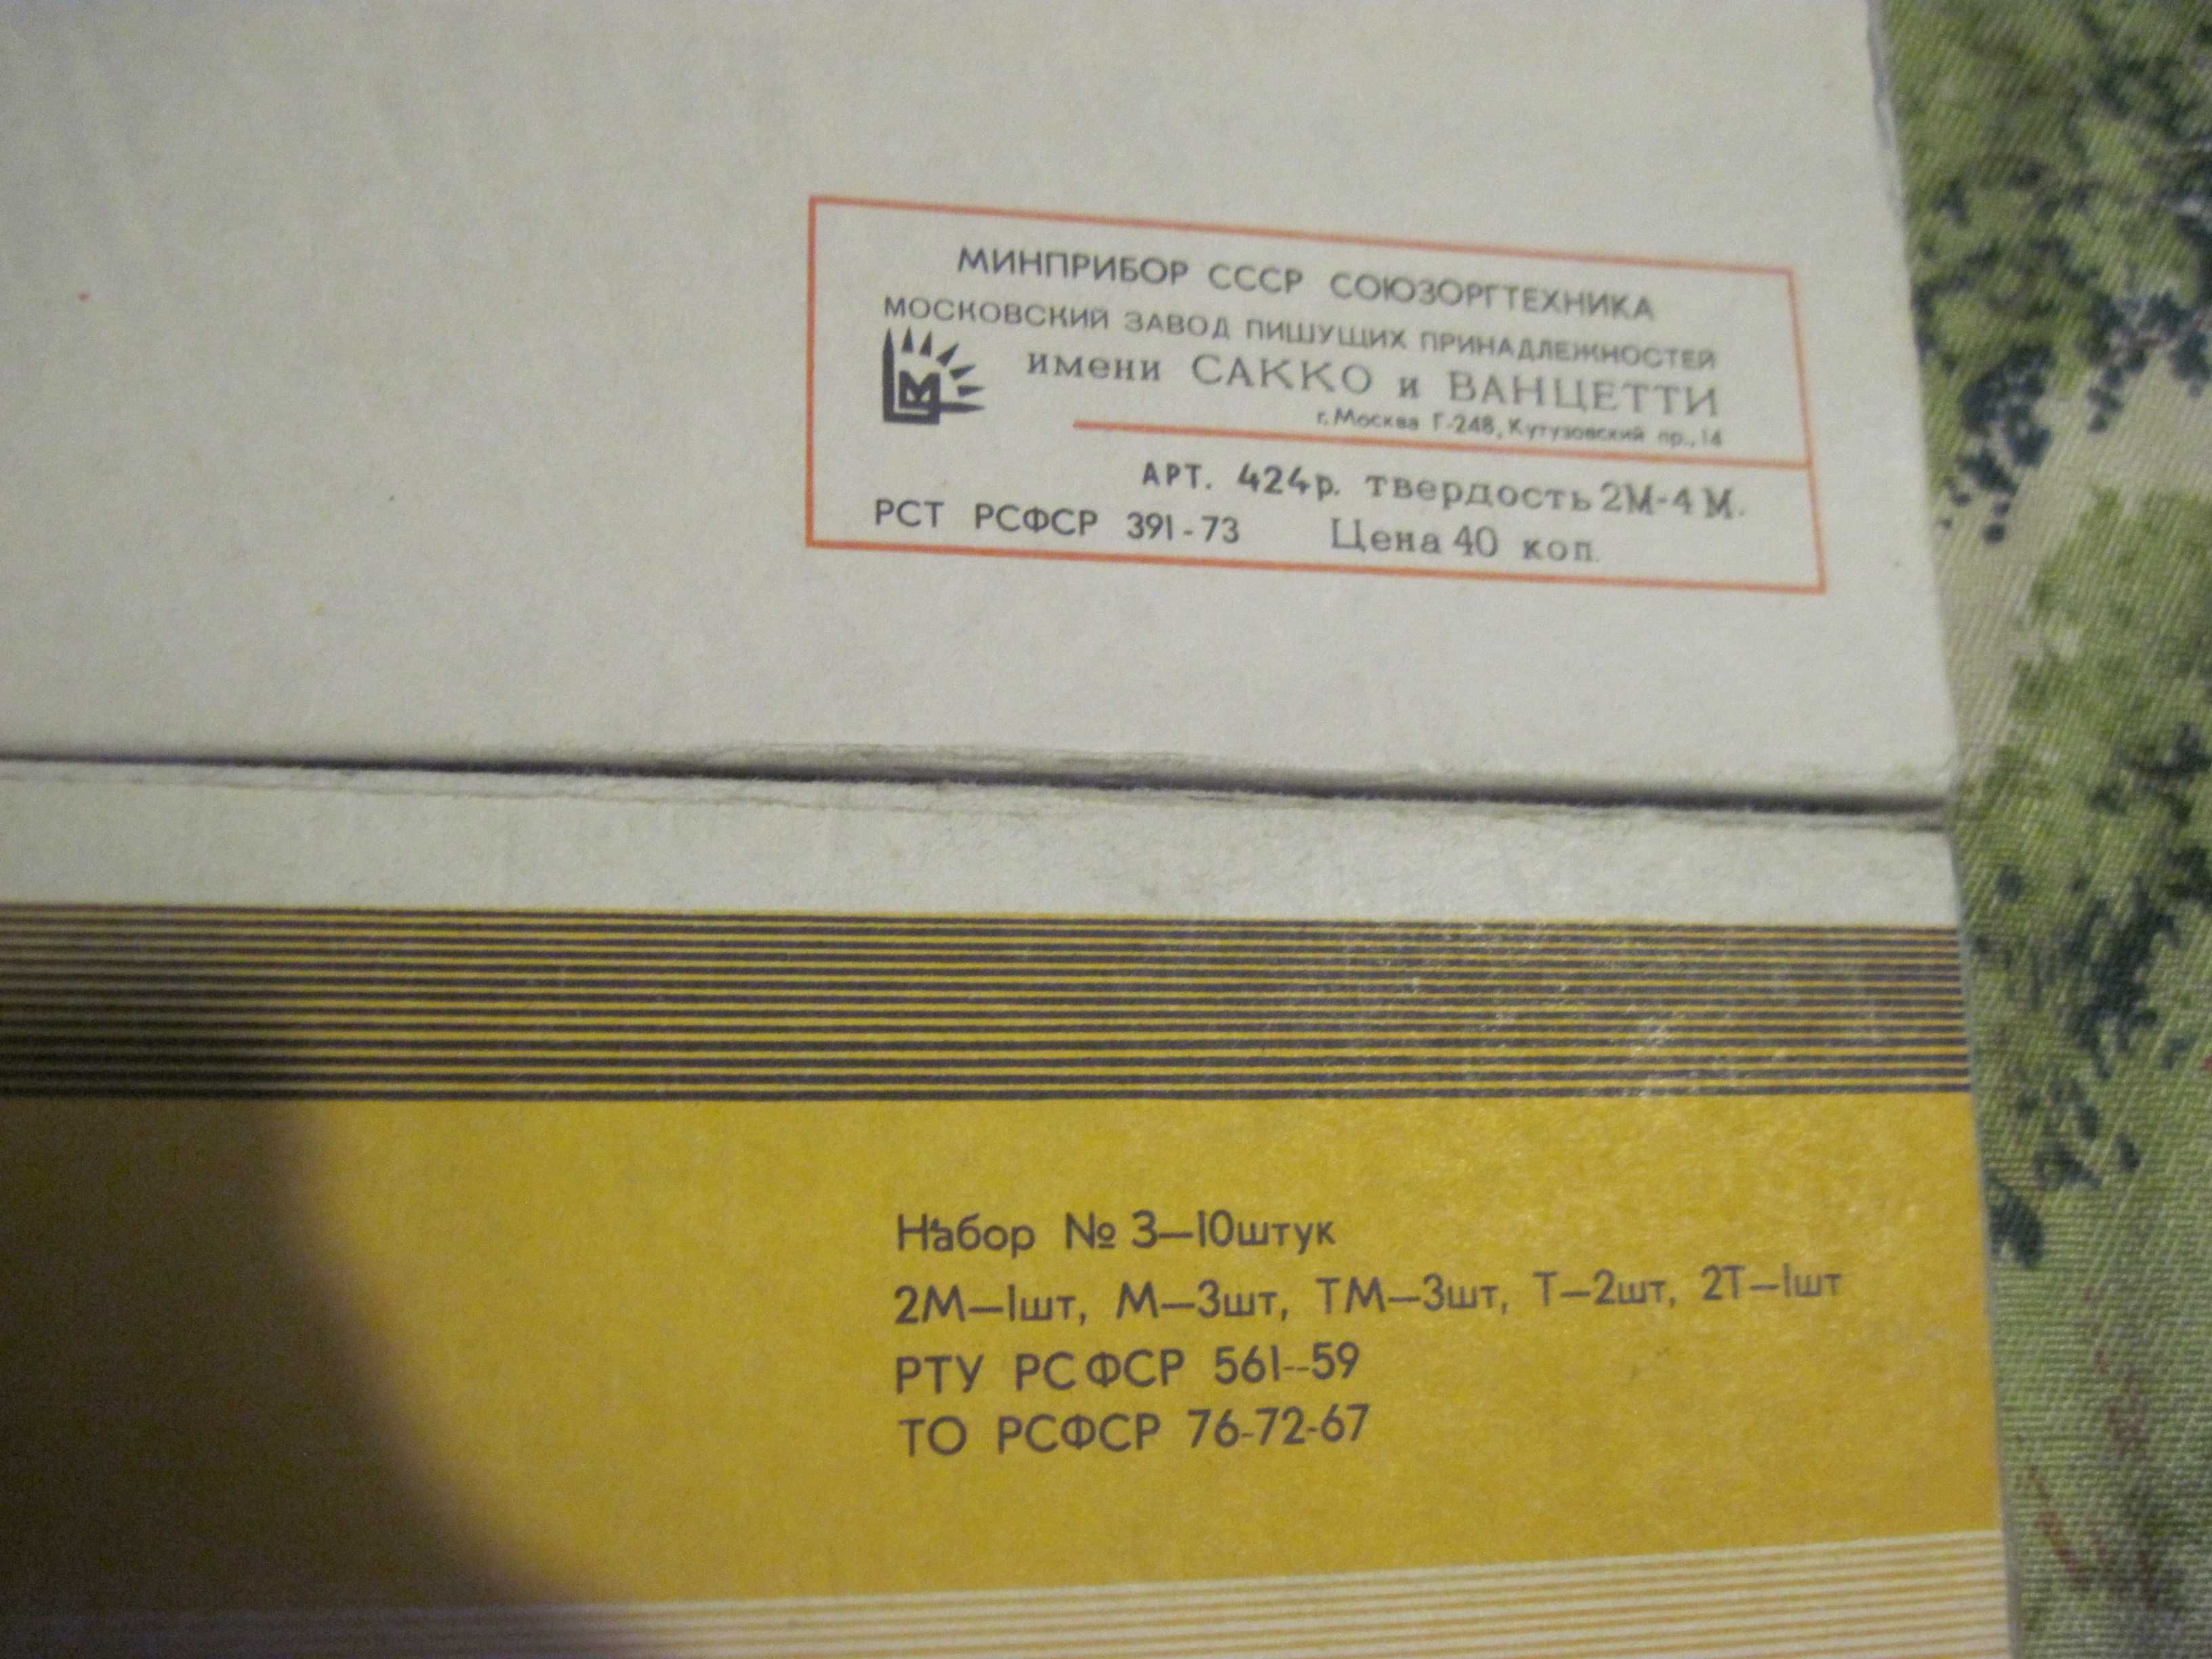 МИНПРИБОР СССР СОЮЗОРГТЕХНИКА
МОСКОВСКИЙ ЗАВОД ПИШУЩИХ ПРИНАДЛЕЖНОСТЕЙ
имени САККО и ВАНЦЕТТИ
г. Москва Г-248, Кутузовский пр., 14
АРТ. 424р. твердость 2М-4М.
РСТ РСФСР 391-73 Цена 40 коп.
Набор № 3—10штук
2М—1шт, М—3шт, ТМ—3шт, Т—2шт, 2Т—1шт
РТУ РСФСР 561--59
ТО РСФСР 76-72-67